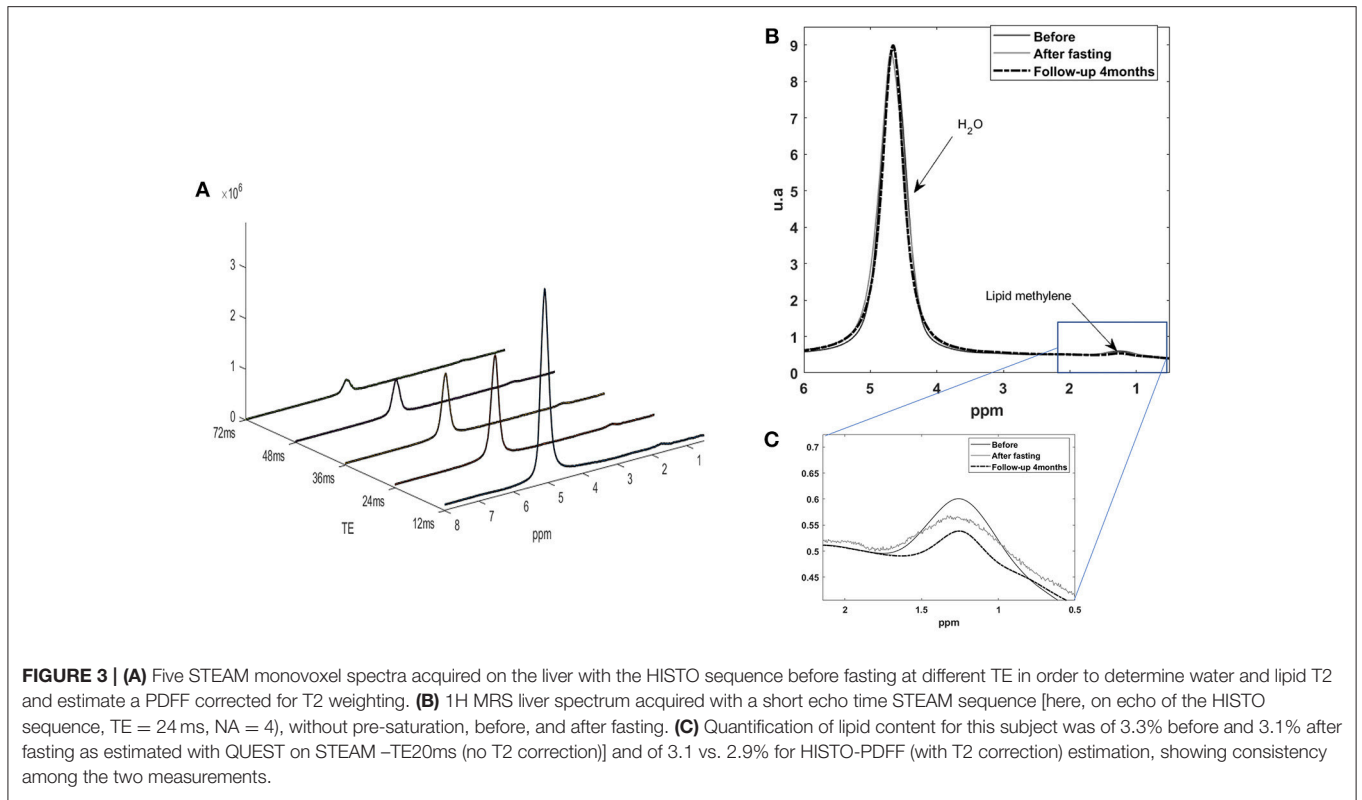 A
×10⁶
3
2
1
0
72ms
48ms
36ms
24ms
12ms
TE
8
7
6
5
4
3
2
1
ppm
B
Before
After fasting
Follow-up 4months
9
8
7
6
5
4
3
2
1
0
u.a
H₂O
Lipid methylene
6
5
4
3
2
1
ppm
C
Before
After fasting
Follow-up 4months
0.7
0.65
0.6
0.55
0.5
0.45
2
1.5
1
0.5
ppm
FIGURE 3 | (A) Five STEAM monovoxel spectra acquired on the liver with the HISTO sequence before fasting at different TE in order to determine water and lipid T2
and estimate a PDFF corrected for T2 weighting. (B) 1H MRS liver spectrum acquired with a short echo time STEAM sequence [here, on echo of the HISTO
sequence, TE = 24 ms, NA = 4), without pre-saturation, before, and after fasting. (C) Quantification of lipid content for this subject was of 3.3% before and 3.1% after
fasting as estimated with QUEST on STEAM –TE20ms (no T2 correction)] and of 3.1 vs. 2.9% for HISTO-PDFF (with T2 correction) estimation, showing consistency
among the two measurements.